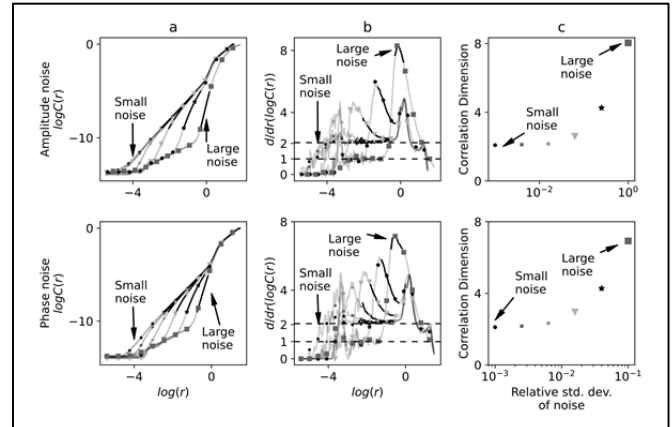 a
b
c
Amplitude noise
logC(r)
0
−10
Small
noise
Large
noise
−4
0
d/dr(logC(r))
8
4
2
1
0
Large
noise
Small
noise
−4
0
Correlation Dimension
8
4
0
Large
noise
Small
noise
10⁻²
10⁰
Phase noise
logC(r)
0
−10
Small
noise
Large
noise
−4
0
log(r)
d/dr(logC(r))
8
4
2
1
0
Large
noise
Small
noise
−4
0
log(r)
Correlation Dimension
8
4
0
Large
noise
Small
noise
10⁻³
10⁻²
10⁻¹
Relative std. dev.
of noise